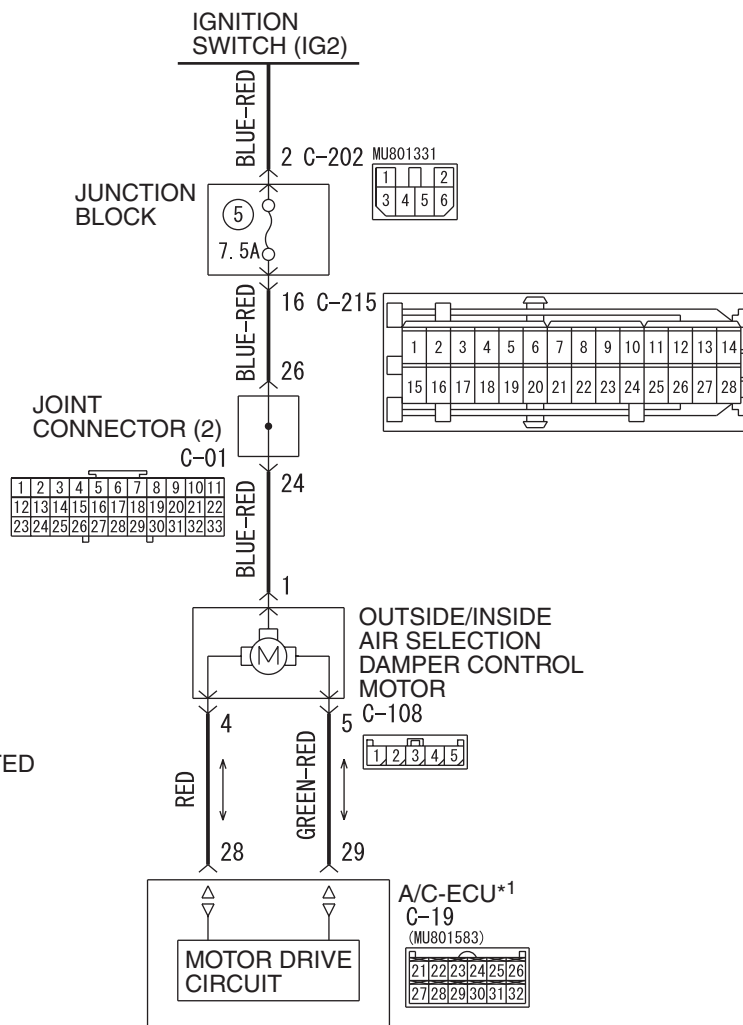 IGNITION
SWITCH (IG2)
BLUE-RED
2 C-202 MU801331
1 2
3 4 5 6
JUNCTION
BLOCK
5
7.5A
BLUE-RED
16 C-215
1 2 3 4 5 6 7 8 9 10 11 12 13 14
15 16 17 18 19 20 21 22 23 24 25 26 27 28
26
JOINT
CONNECTOR (2)
C-01
1 2 3 4 5 6 7 8 9 10 11
12 13 14 15 16 17 18 19 20 21 22
23 24 25 26 27 28 29 30 31 32 33
24
BLUE-RED
1
OUTSIDE/INSIDE
AIR SELECTION
DAMPER CONTROL
MOTOR
M
4
5 C-108
1 2 3 4 5
TED
RED
GREEN-RED
28
29
A/C-ECU*1
C-19
(MU801583)
21 22 23 24 25 26
27 28 29 30 31 32
MOTOR DRIVE
CIRCUIT